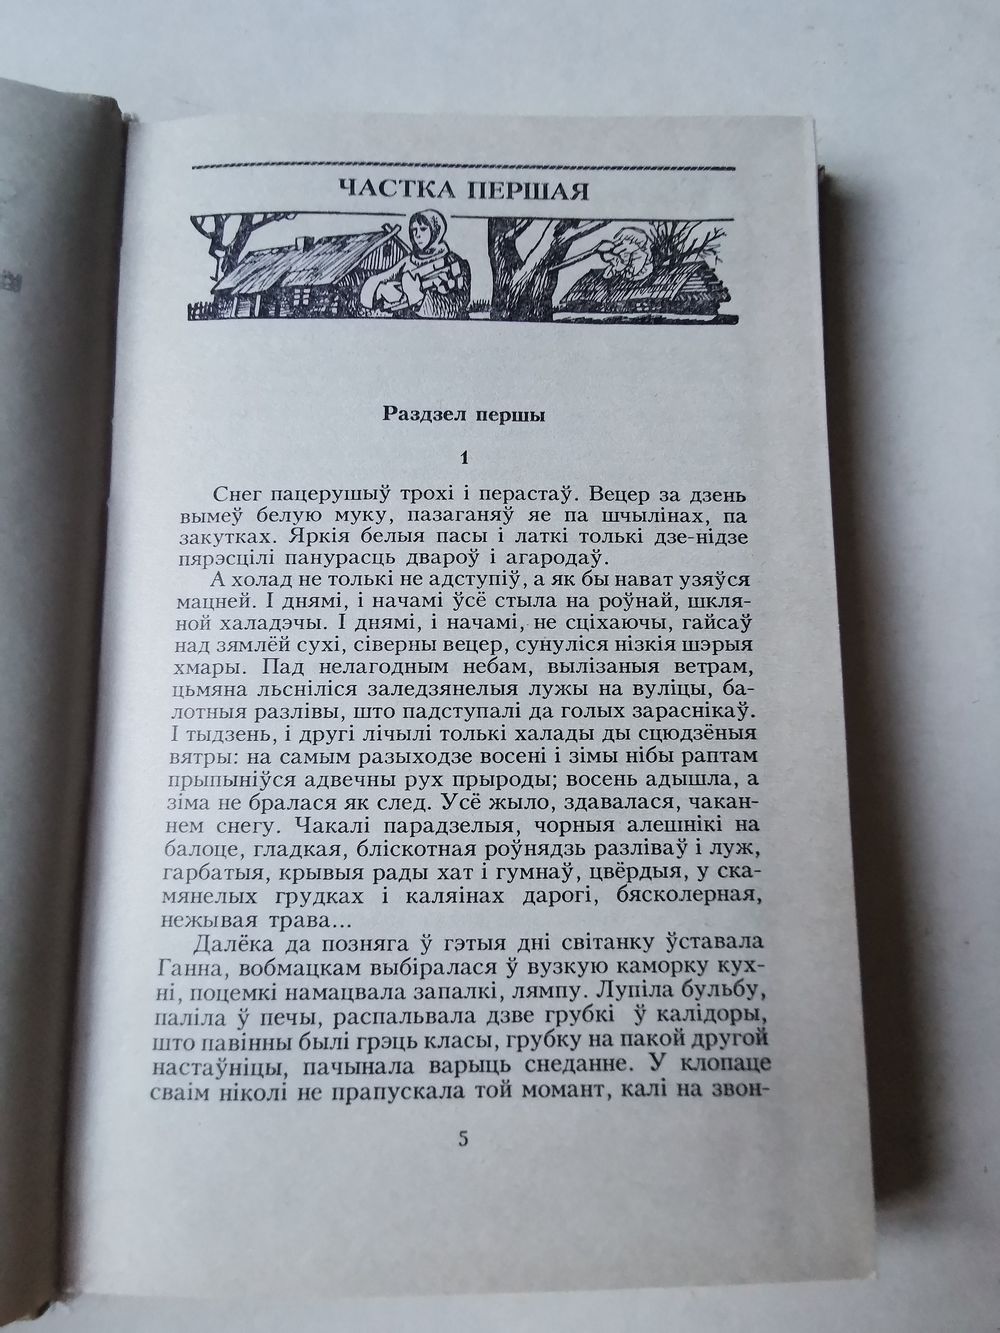 ЧАСТКА ПЕРШАЯ
Раздзел першы
1
Снег пацерушыў трохі і перастаў. Вецер за дзень
вымеў белую муку, пазаганяў яе па шчылінах, па
закутках. Яркія белыя пасы і латкі толькі дзе-нідзе
пярэсцілі панурасць двароў і агародаў.
А холад не толькі не адступіў, а як бы нават узяўся
мацней. І днямі, і начамі ўсё стыла на роўнай, шкля-
ной халадэчы. І днямі, і начамі, не сціхаючы, гайсаў
над зямлёй сухі, сіверны вецер, сунуліся нізкія шэрыя
хмары. Пад нелагодным небам, вылізаныя ветрам,
цьмяна льсніліся заледзянелыя лужы на вуліцы, ба-
лотныя разлівы, што падступалі да голых зараснікаў.
І тыдзень, і другі лічылі толькі халады ды сцюдзёныя
вятры: на самым разыходзе восені і зімы нібы раптам
прыпыніўся адвечны рух прыроды; восень адышла, а
зіма не бралася як след. Усё жыло, здавалася, чакан-
нем снегу. Чакалі парадзелыя, чорныя алешнікі на
балоце, гладкая, бліскотная роўнядзь разліваў і луж,
гарбатыя, крывыя рады хат і гумнаў, цвёрдыя, у ска-
мянелых грудках і каляінах дарогі, бясколерная,
нежывая трава...
Далёка да позняга ў гэтыя дні світанку ўставала
Ганна, вобмацкам выбіралася ў вузкую каморку кух-
ні, поцемкі намацвала запалкі, лямпу. Лупіла бульбу,
паліла ў печы, распальвала дзве грубкі ў калідоры,
што павінны былі грэць класы, грубку на пакой другой
настаўніцы, пачынала варыць снеданне. У клопаце
сваім ніколі не прапускала той момант, калі на звон-
5